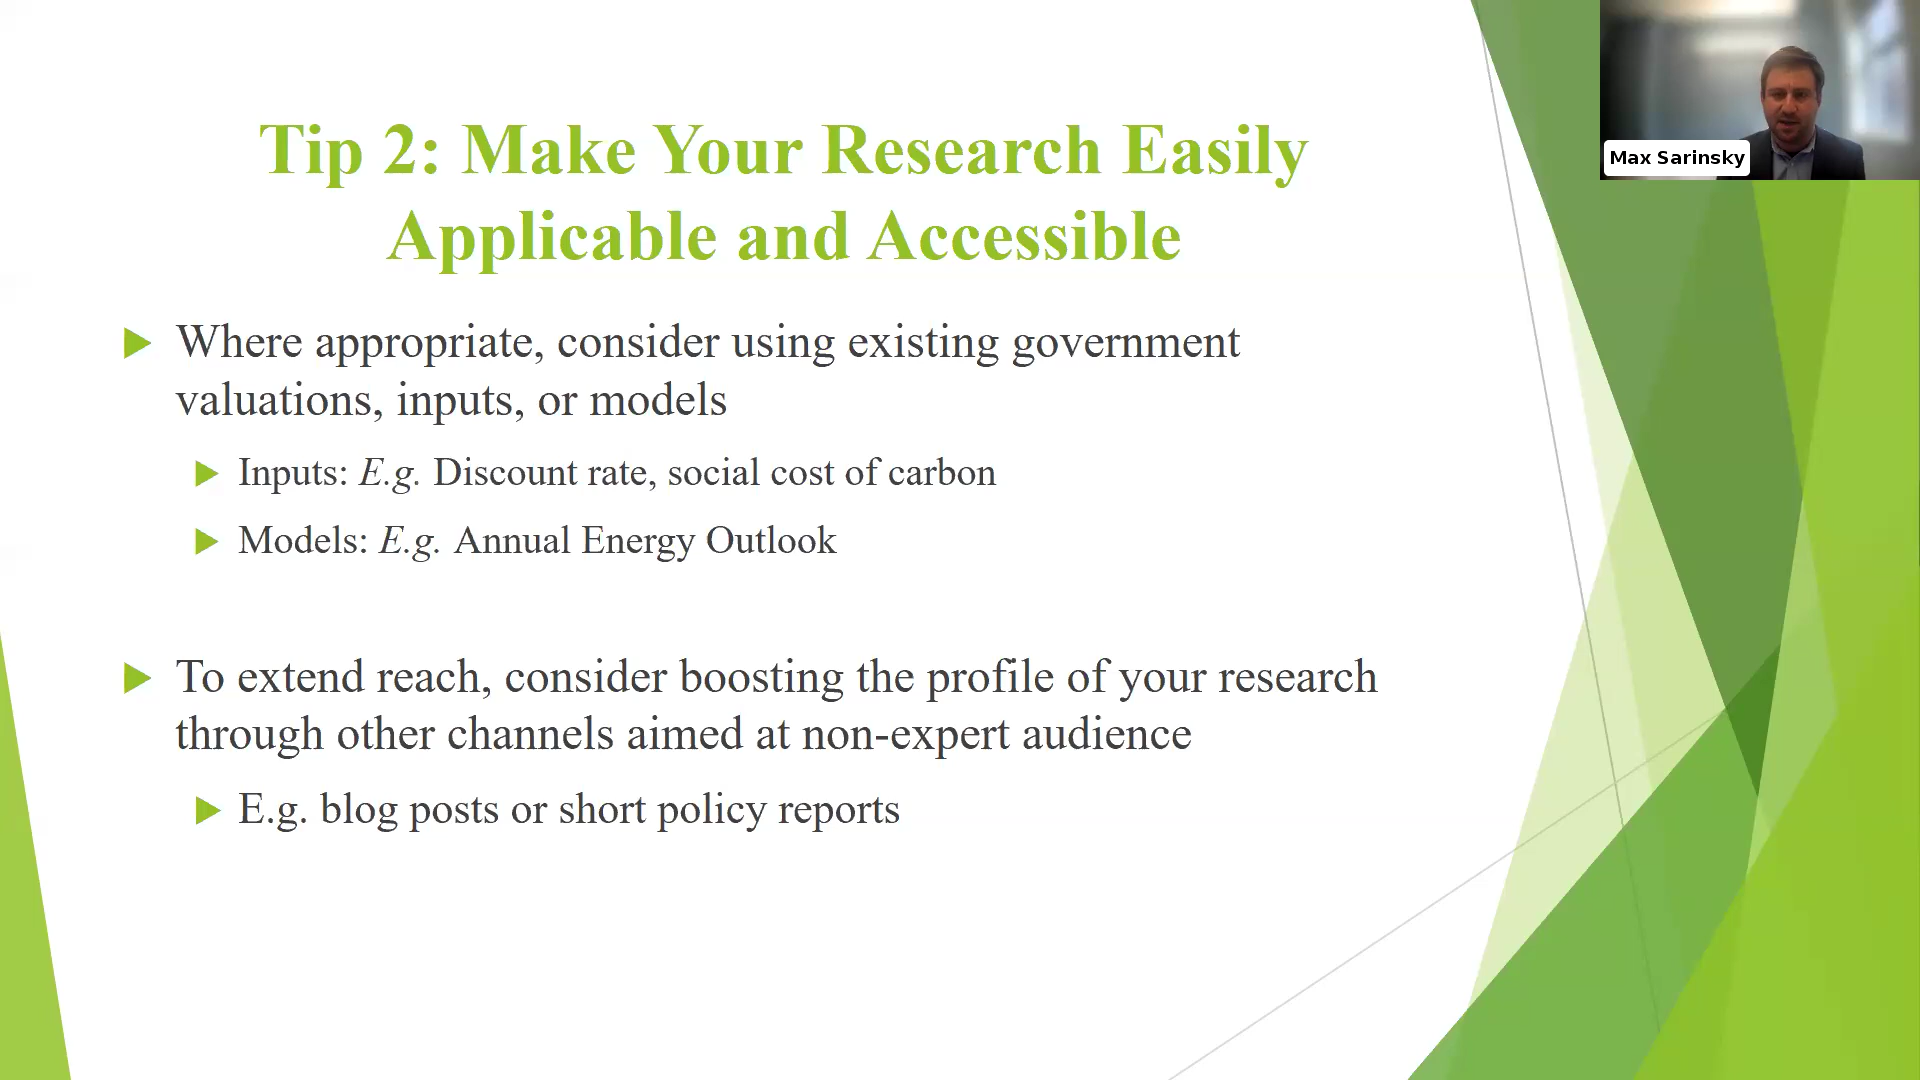 Max Sarinsky
Tip 2: Make Your Research Easily
Applicable and Accessible
Where appropriate, consider using existing government
valuations, inputs, or models
Inputs: E.g. Discount rate, social cost of carbon
Models: E.g. Annual Energy Outlook
To extend reach, consider boosting the profile of your research
through other channels aimed at non-expert audience
E.g. blog posts or short policy reports